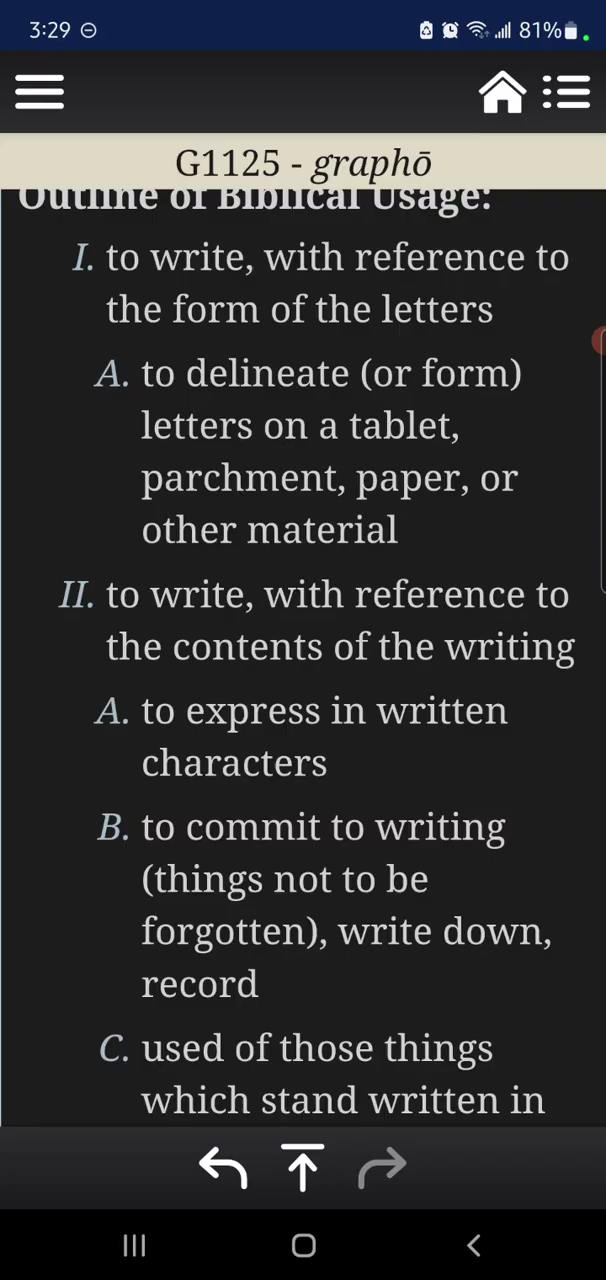 3:29 81%
G1125 - graphō
Outline of Biblical Usage:
I. to write, with reference to
the form of the letters
A. to delineate (or form)
letters on a tablet,
parchment, paper, or
other material
II. to write, with reference to
the contents of the writing
A. to express in written
characters
B. to commit to writing
(things not to be
forgotten), write down,
record
C. used of those things
which stand written in